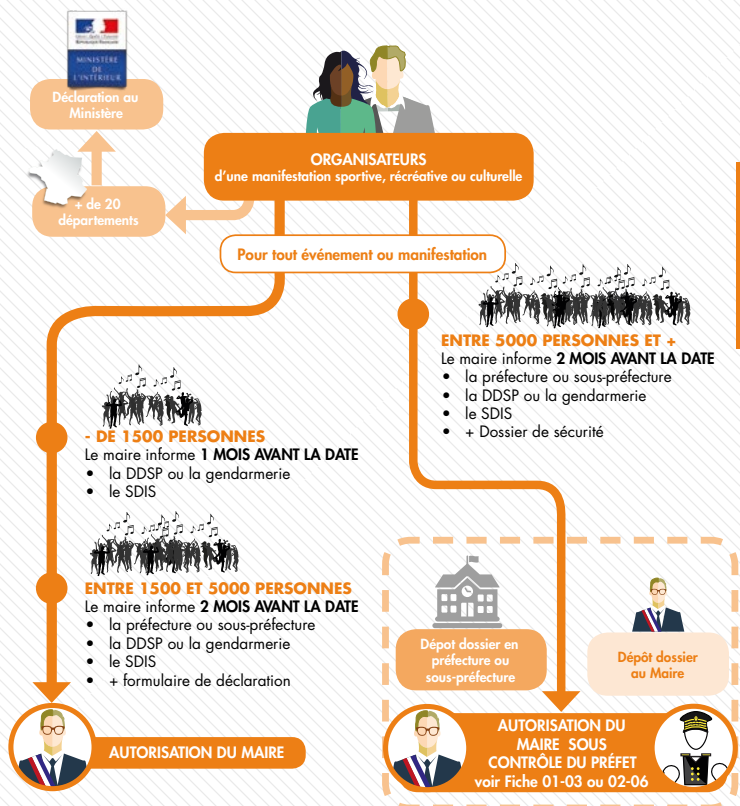 MINISTÈRE
DE
L'INTÉRIEUR
Déclaration au
Ministère
+ de 20
départements
ORGANISATEURS
d'une manifestation sportive, récréative ou culturelle
Pour tout événement ou manifestation
ENTRE 5000 PERSONNES ET +
Le maire informe 2 MOIS AVANT LA DATE
• la préfecture ou sous-préfecture
• la DDSP ou la gendarmerie
• le SDIS
• + Dossier de sécurité
- DE 1500 PERSONNES
Le maire informe 1 MOIS AVANT LA DATE
• la DDSP ou la gendarmerie
• le SDIS
ENTRE 1500 ET 5000 PERSONNES
Le maire informe 2 MOIS AVANT LA DATE
• la préfecture ou sous-préfecture
• la DDSP ou la gendarmerie
• le SDIS
• + formulaire de déclaration
AUTORISATION DU MAIRE
Dépot dossier en
préfecture ou
sous-préfecture
Dépôt dossier
au Maire
AUTORISATION DU
MAIRE SOUS
CONTRÔLE DU PRÉFET
voir Fiche 01-03 ou 02-06